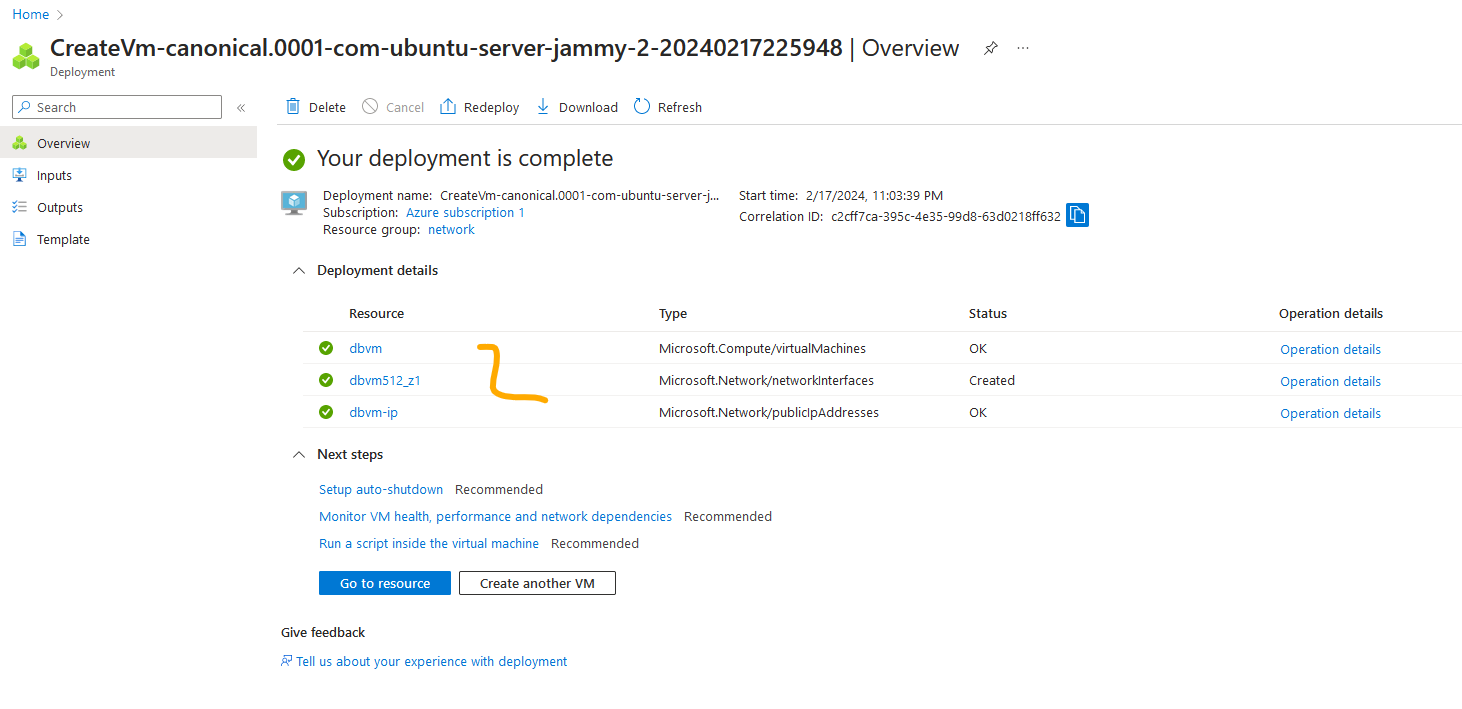 Home
CreateVm-canonical.0001-com-ubuntu-server-jammy-2-20240217225948 | Overview
Deployment
Search
Delete Cancel Redeploy Download Refresh
Overview
Inputs
Outputs
Template
Your deployment is complete
Deployment name: CreateVm-canonical.0001-com-ubuntu-server-j...
Subscription: Azure subscription 1
Resource group: network
Start time: 2/17/2024, 11:03:39 PM
Correlation ID: c2cff7ca-395c-4e35-99d8-63d0218ff632
Deployment details
Resource Type Status Operation details
dbvm Microsoft.Compute/virtualMachines OK Operation details
dbvm512_z1 Microsoft.Network/networkInterfaces Created Operation details
dbvm-ip Microsoft.Network/publicIpAddresses OK Operation details
Next steps
Setup auto-shutdown Recommended
Monitor VM health, performance and network dependencies Recommended
Run a script inside the virtual machine Recommended
Go to resource Create another VM
Give feedback
Tell us about your experience with deployment